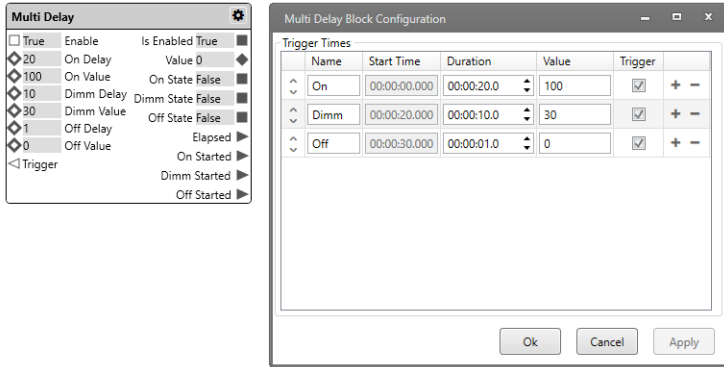 Multi Delay
True Enable Is Enabled True
20 On Delay Value 0
100 On Value On State False
10 Dimm Delay Dimm State False
30 Dimm Value Off State False
1 Off Delay Elapsed
0 Off Value On Started
Trigger Dimm Started
Off Started
Multi Delay Block Configuration
Trigger Times
Name Start Time Duration Value Trigger
On 00:00:00.000 00:00:20.0 100
Dimm 00:00:20.000 00:00:10.0 30
Off 00:00:30.000 00:00:01.0 0
Ok Cancel Apply